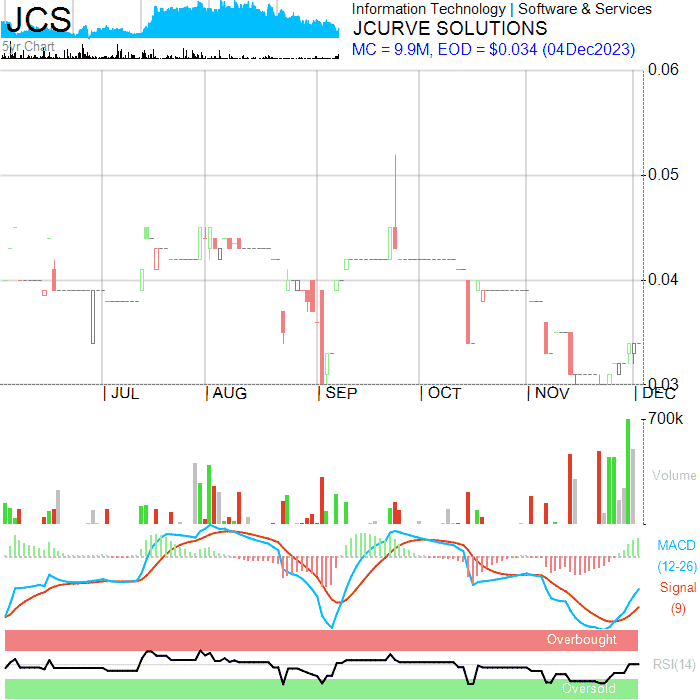 JCS
5yr Chart
Information Technology | Software & Services
JCURVE SOLUTIONS
MC = 9.9M, EOD = $0.034 (04Dec2023)
0.06
0.05
0.04
0.03
JUL
AUG
SEP
OCT
NOV
DEC
700k
Volume
MACD
(12-26)
Signal
(9)
Overbought
RSI(14)
Oversold